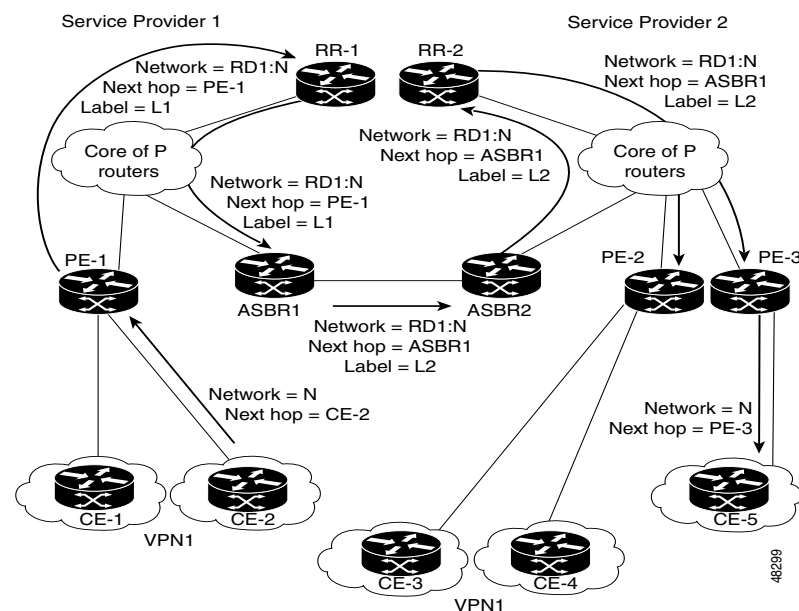 Service Provider 1
Service Provider 2
RR-1
RR-2
Network = RD1:N
Next hop = PE-1
Label = L1
Network = RD1:N
Next hop = ASBR1
Label = L2
Core of P
routers
Network = RD1:N
Next hop = ASBR1
Label = L2
Core of P
routers
Network = RD1:N
Next hop = PE-1
Label = L1
PE-1
ASBR1
ASBR2
PE-2
PE-3
Network = RD1:N
Next hop = ASBR1
Label = L2
Network = N
Next hop = CE-2
Network = N
Next hop = PE-3
CE-1
CE-2
VPN1
CE-3
CE-4
VPN1
CE-5
48299